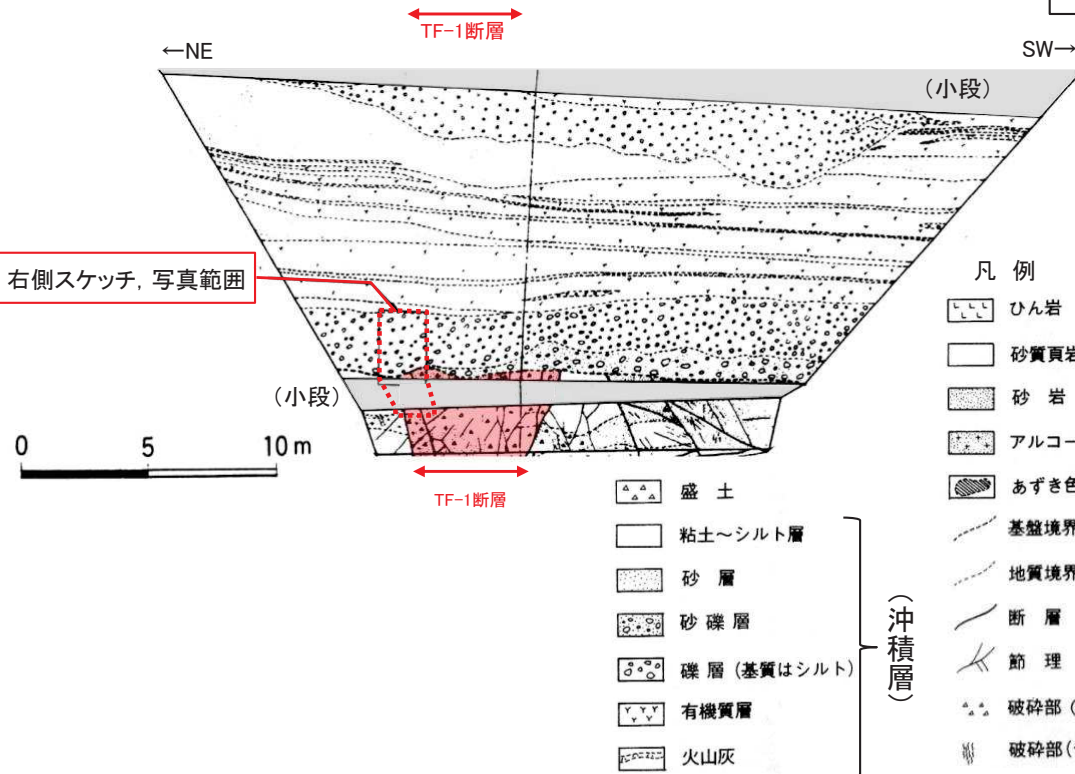 TF-1断層
←NE
SW→
(小段)
右側スケッチ, 写真範囲
(小段)
0 5 10 m
TF-1断層
盛 土
粘土～シルト層
砂 層
砂 礫 層
礫 層 (基質はシルト)
有機質層
火山灰
(沖積層)
凡 例
ひん岩
砂質頁岩
砂 岩
アルコー
あずき色
基盤境界
地質境界
断 層
節 理
破砕部(
破砕部(